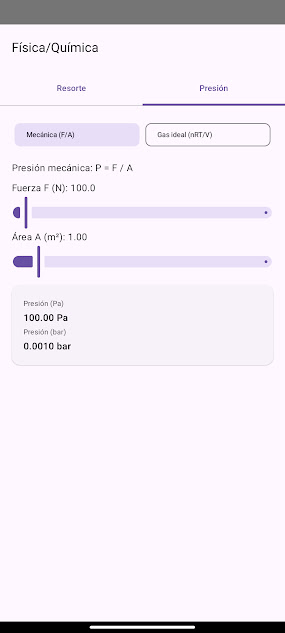 Física/Química
Resorte
Presión
Mecánica (F/A)
Gas ideal (nRT/V)
Presión mecánica: P = F / A
Fuerza F (N): 100.0
Área A (m²): 1.00
Presión (Pa)
100.00 Pa
Presión (bar)
0.0010 bar